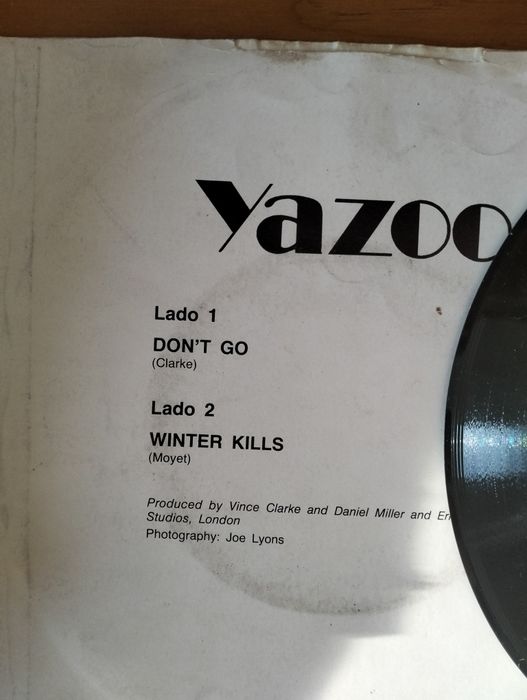 Yazoo
Lado 1
DON'T GO
(Clarke)
Lado 2
WINTER KILLS
(Moyet)
Produced by Vince Clarke and Daniel Miller and
Studios, London
Photography: Joe Lyons